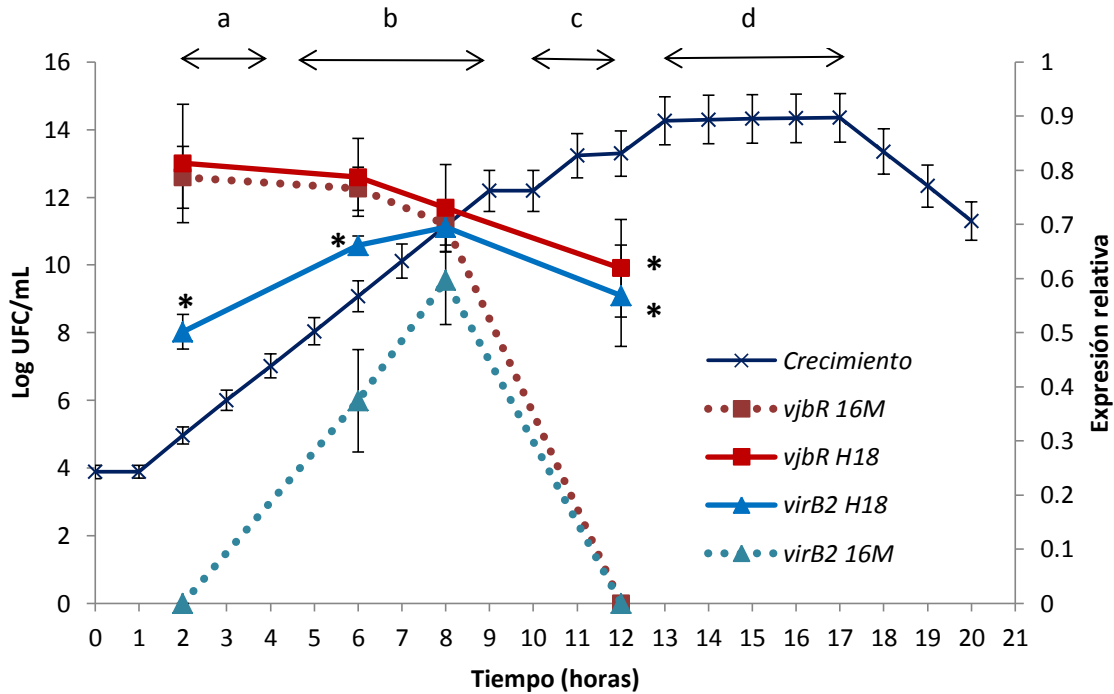 a b c d
16
14
12
10
8
6
4
2
0
Log UFC/mL
1
0.9
0.8
0.7
0.6
0.5
0.4
0.3
0.2
0.1
0
Expresión relativa
*
*
*
*
Crecimiento
vjbR 16M
vjbR H18
virB2 H18
virB2 16M
0 1 2 3 4 5 6 7 8 9 10 11 12 13 14 15 16 17 18 19 20 21
Tiempo (horas)